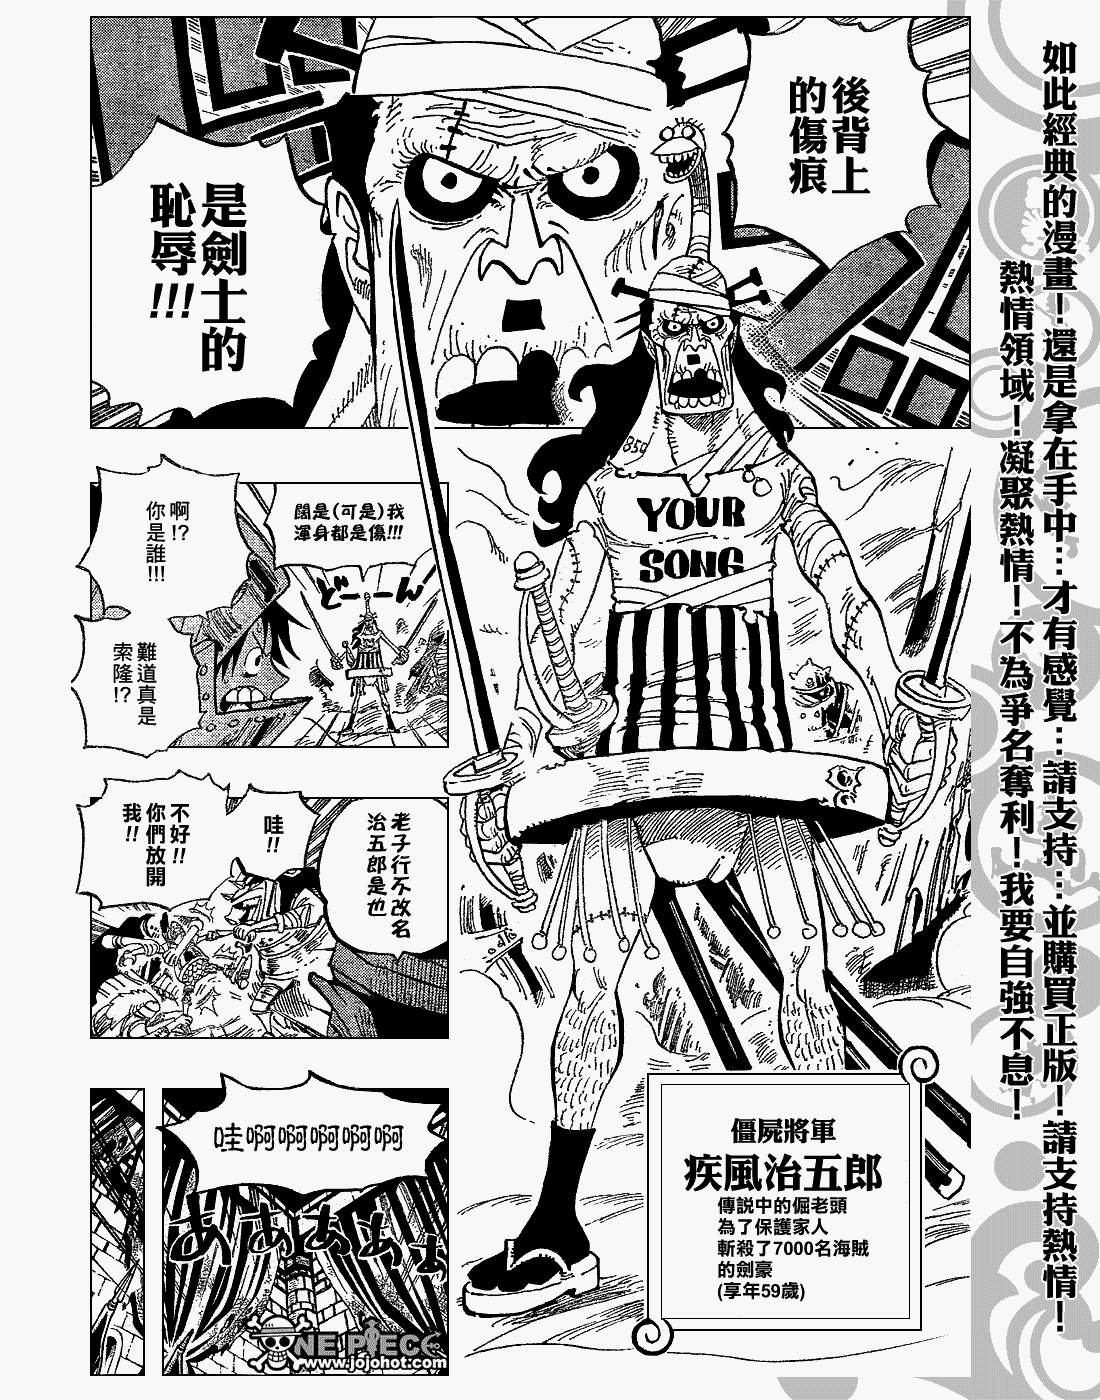 後背上
的傷痕
是劍士的
恥辱!!!
850
YOUR
SONG
闊是(可是)我
渾身都是傷!!!
どーーん!
啊!?
你是誰!!!
難道真是
索隆!?
老子行不改名
治五郎是也
哇!!
不好!!
你們放開
我!!
哇啊啊啊啊啊
ああああぁ
僵屍將軍
疾風治五郎
傳説中的倔老頭
為了保護家人
斬殺了7000名海賊
的劍豪
(享年59歲)
ONE PIECE
www.jojohot.com
如此經典的漫畫!還是拿在手中…才有感覺…請支持…並購買正版!請支持熱情!
熱情領域!凝聚熱情!不為爭名奪利!我要自強不息!